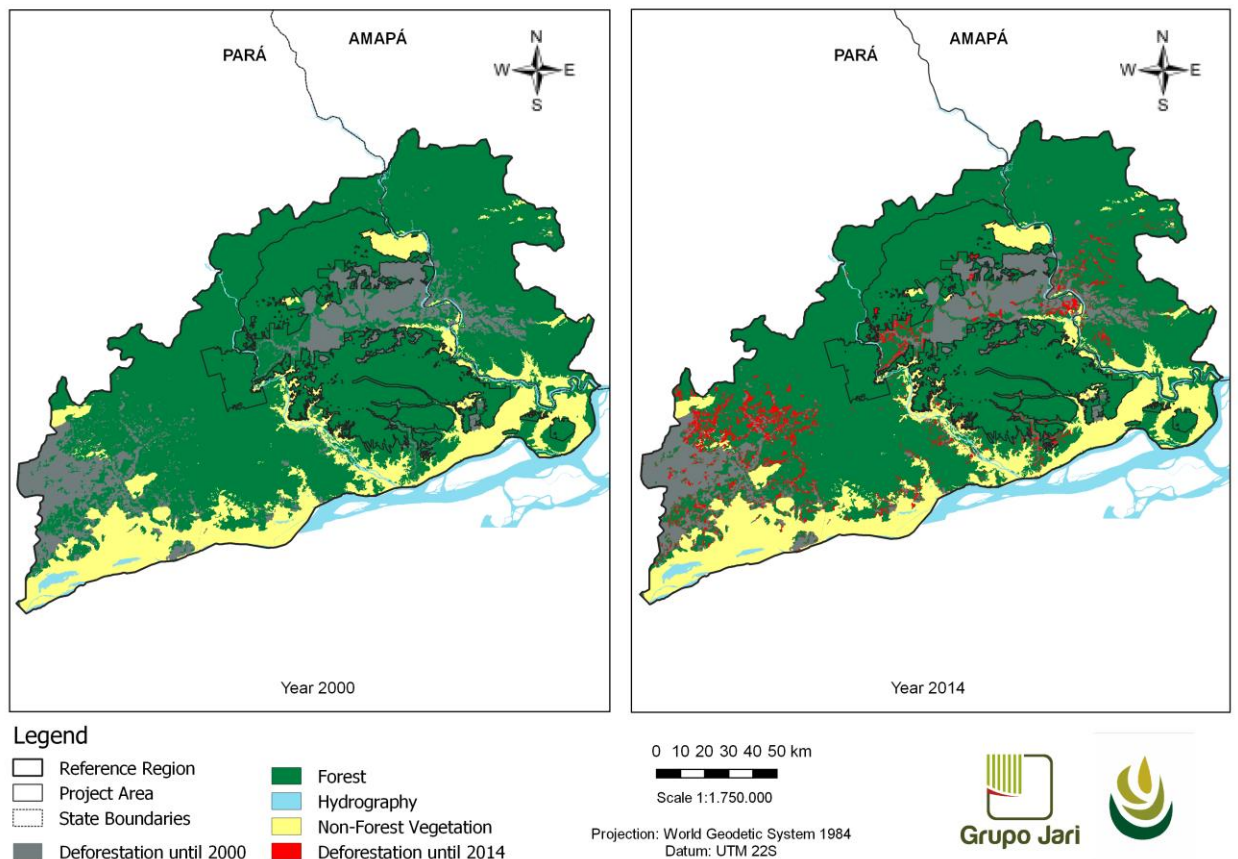 PARÁ
AMAPÁ
N
W
E
S
Year 2000
PARÁ
AMAPÁ
N
W
E
S
Year 2014
Legend
Reference Region
Project Area
State Boundaries
Deforestation until 2000
Forest
Hydrography
Non-Forest Vegetation
Deforestation until 2014
0 10 20 30 40 50 km
Scale 1:1.750.000
Projection: World Geodetic System 1984
Datum: UTM 22S
Grupo Jari